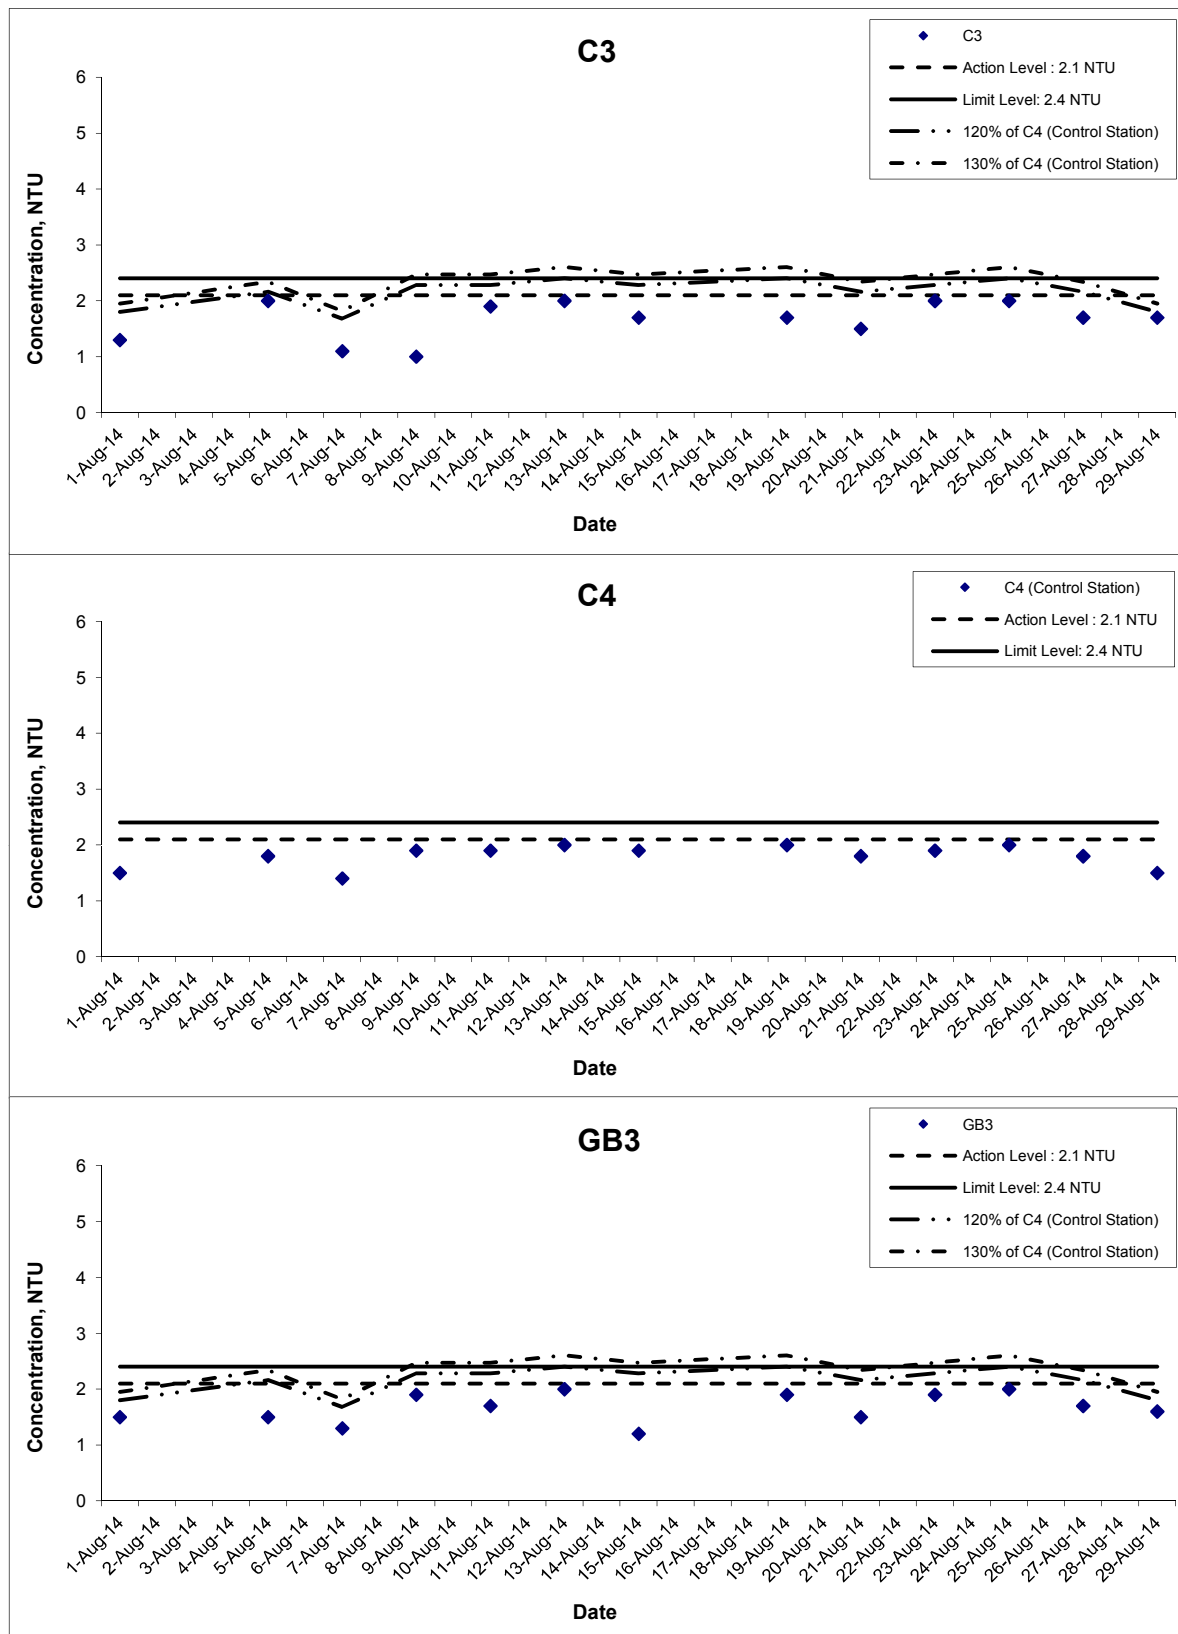 C3
C3
Action Level : 2.1 NTU
Limit Level: 2.4 NTU
120% of C4 (Control Station)
130% of C4 (Control Station)
Concentration, NTU
6
5
4
3
2
1
0
1-Aug-14
2-Aug-14
3-Aug-14
4-Aug-14
5-Aug-14
6-Aug-14
7-Aug-14
8-Aug-14
9-Aug-14
10-Aug-14
11-Aug-14
12-Aug-14
13-Aug-14
14-Aug-14
15-Aug-14
16-Aug-14
17-Aug-14
18-Aug-14
19-Aug-14
20-Aug-14
21-Aug-14
22-Aug-14
23-Aug-14
24-Aug-14
25-Aug-14
26-Aug-14
27-Aug-14
28-Aug-14
29-Aug-14
Date
C4
C4 (Control Station)
Action Level : 2.1 NTU
Limit Level: 2.4 NTU
Concentration, NTU
6
5
4
3
2
1
0
1-Aug-14
2-Aug-14
3-Aug-14
4-Aug-14
5-Aug-14
6-Aug-14
7-Aug-14
8-Aug-14
9-Aug-14
10-Aug-14
11-Aug-14
12-Aug-14
13-Aug-14
14-Aug-14
15-Aug-14
16-Aug-14
17-Aug-14
18-Aug-14
19-Aug-14
20-Aug-14
21-Aug-14
22-Aug-14
23-Aug-14
24-Aug-14
25-Aug-14
26-Aug-14
27-Aug-14
28-Aug-14
29-Aug-14
Date
GB3
GB3
Action Level : 2.1 NTU
Limit Level: 2.4 NTU
120% of C4 (Control Station)
130% of C4 (Control Station)
Concentration, NTU
6
5
4
3
2
1
0
1-Aug-14
2-Aug-14
3-Aug-14
4-Aug-14
5-Aug-14
6-Aug-14
7-Aug-14
8-Aug-14
9-Aug-14
10-Aug-14
11-Aug-14
12-Aug-14
13-Aug-14
14-Aug-14
15-Aug-14
16-Aug-14
17-Aug-14
18-Aug-14
19-Aug-14
20-Aug-14
21-Aug-14
22-Aug-14
23-Aug-14
24-Aug-14
25-Aug-14
26-Aug-14
27-Aug-14
28-Aug-14
29-Aug-14
Date